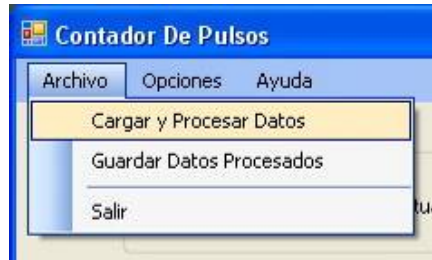 Contador De Pulsos
Archivo Opciones Ayuda
Cargar y Procesar Datos
Guardar Datos Procesados
Salir